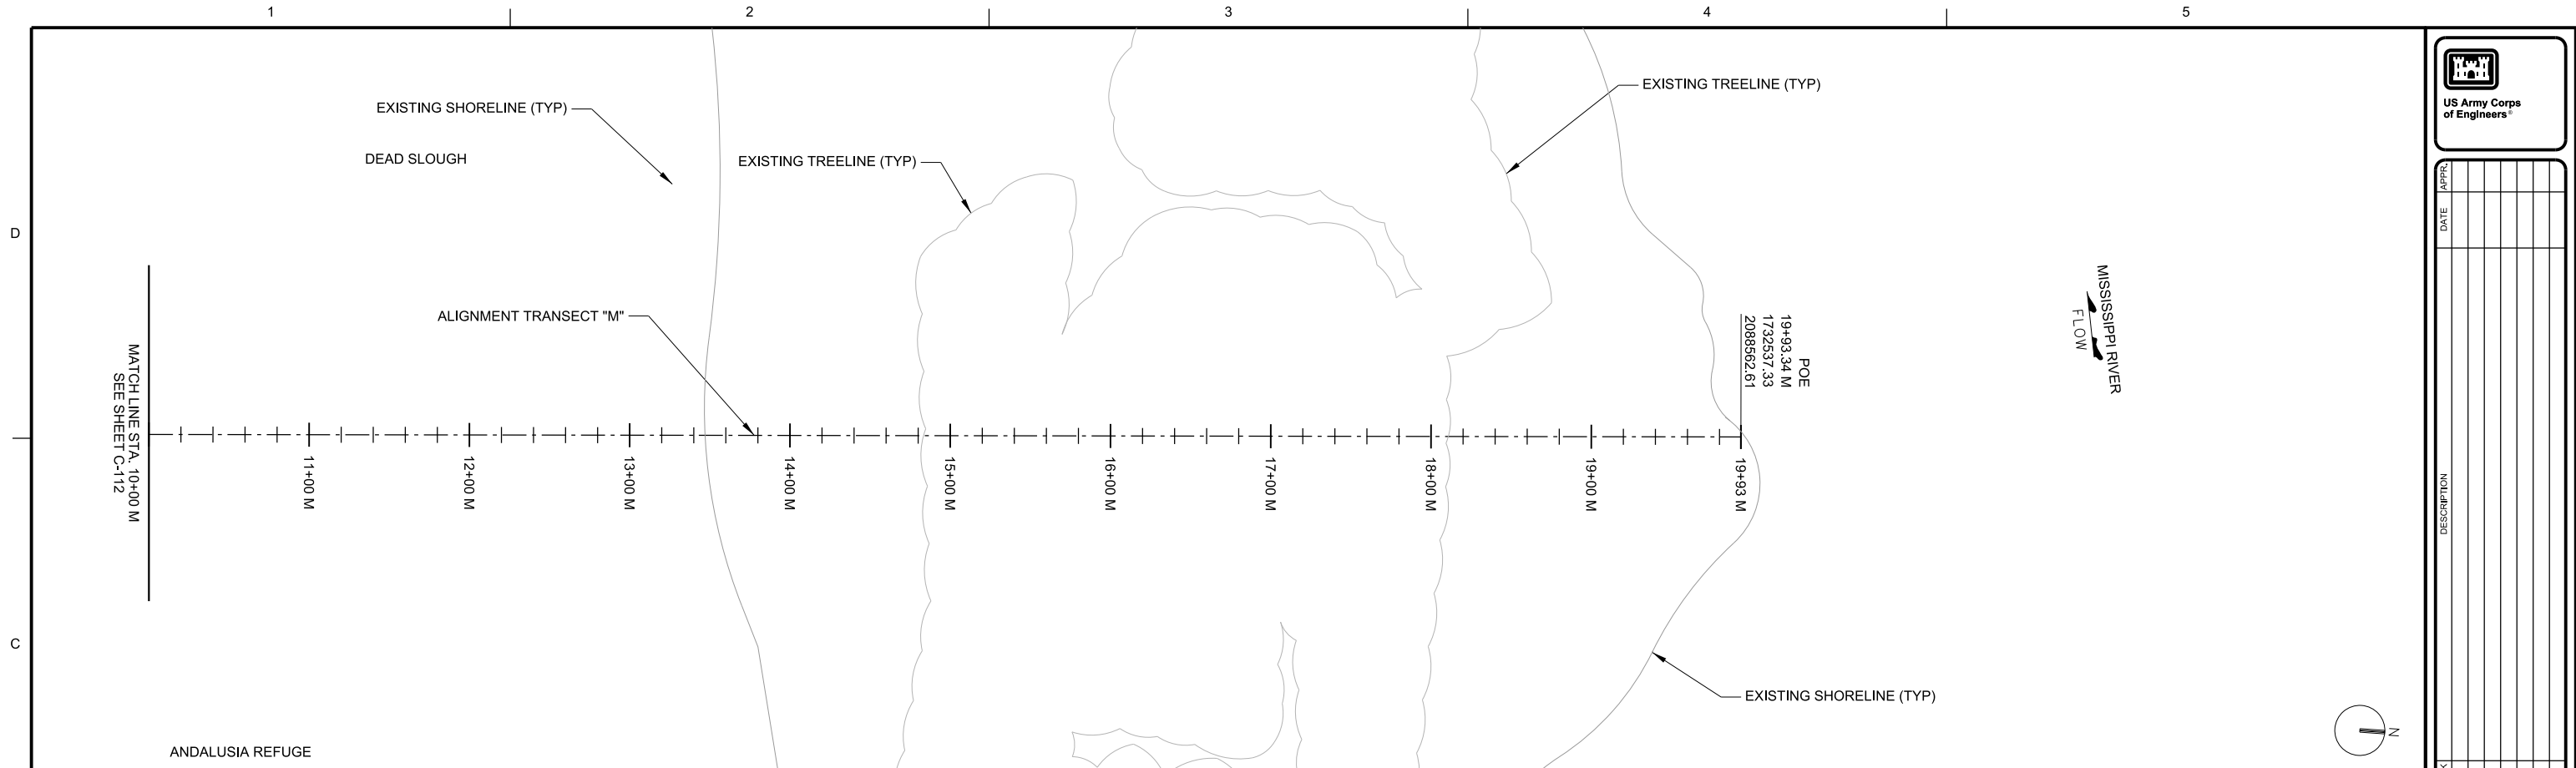 1
2
3
4
5
US Army Corps
of Engineers®
APPR.
DATE
DESCRIPTION
D
C
EXISTING SHORELINE (TYP)
DEAD SLOUGH
EXISTING TREELINE (TYP)
EXISTING TREELINE (TYP)
ALIGNMENT TRANSECT "M"
MATCH LINE STA. 10+00 M
SEE SHEET C-112
11+00 M
12+00 M
13+00 M
14+00 M
15+00 M
16+00 M
17+00 M
18+00 M
19+00 M
19+93 M
POE
19+93.34 M
1732537.33
2088562.61
MISSISSIPPI RIVER
FLOW
EXISTING SHORELINE (TYP)
N
ANDALUSIA REFUGE